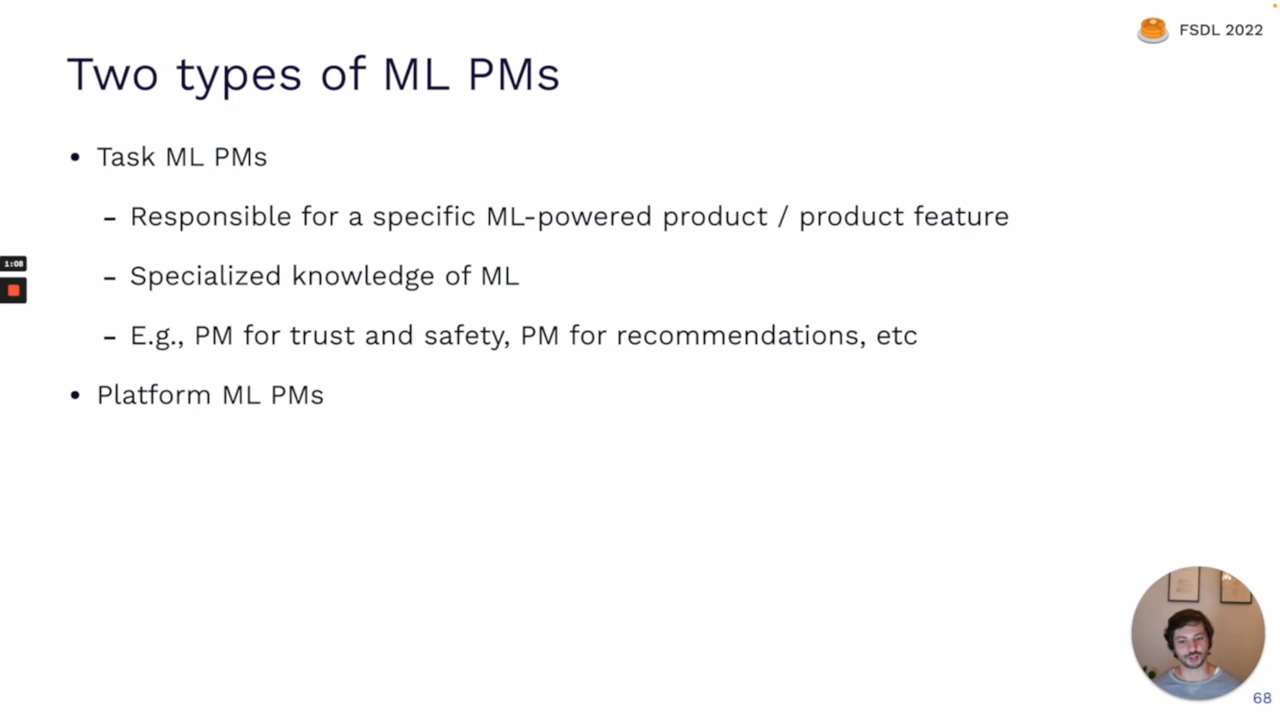 FSDL 2022
Two types of ML PMs
• Task ML PMs
– Responsible for a specific ML-powered product / product feature
– Specialized knowledge of ML
– E.g., PM for trust and safety, PM for recommendations, etc
• Platform ML PMs
1:08
68